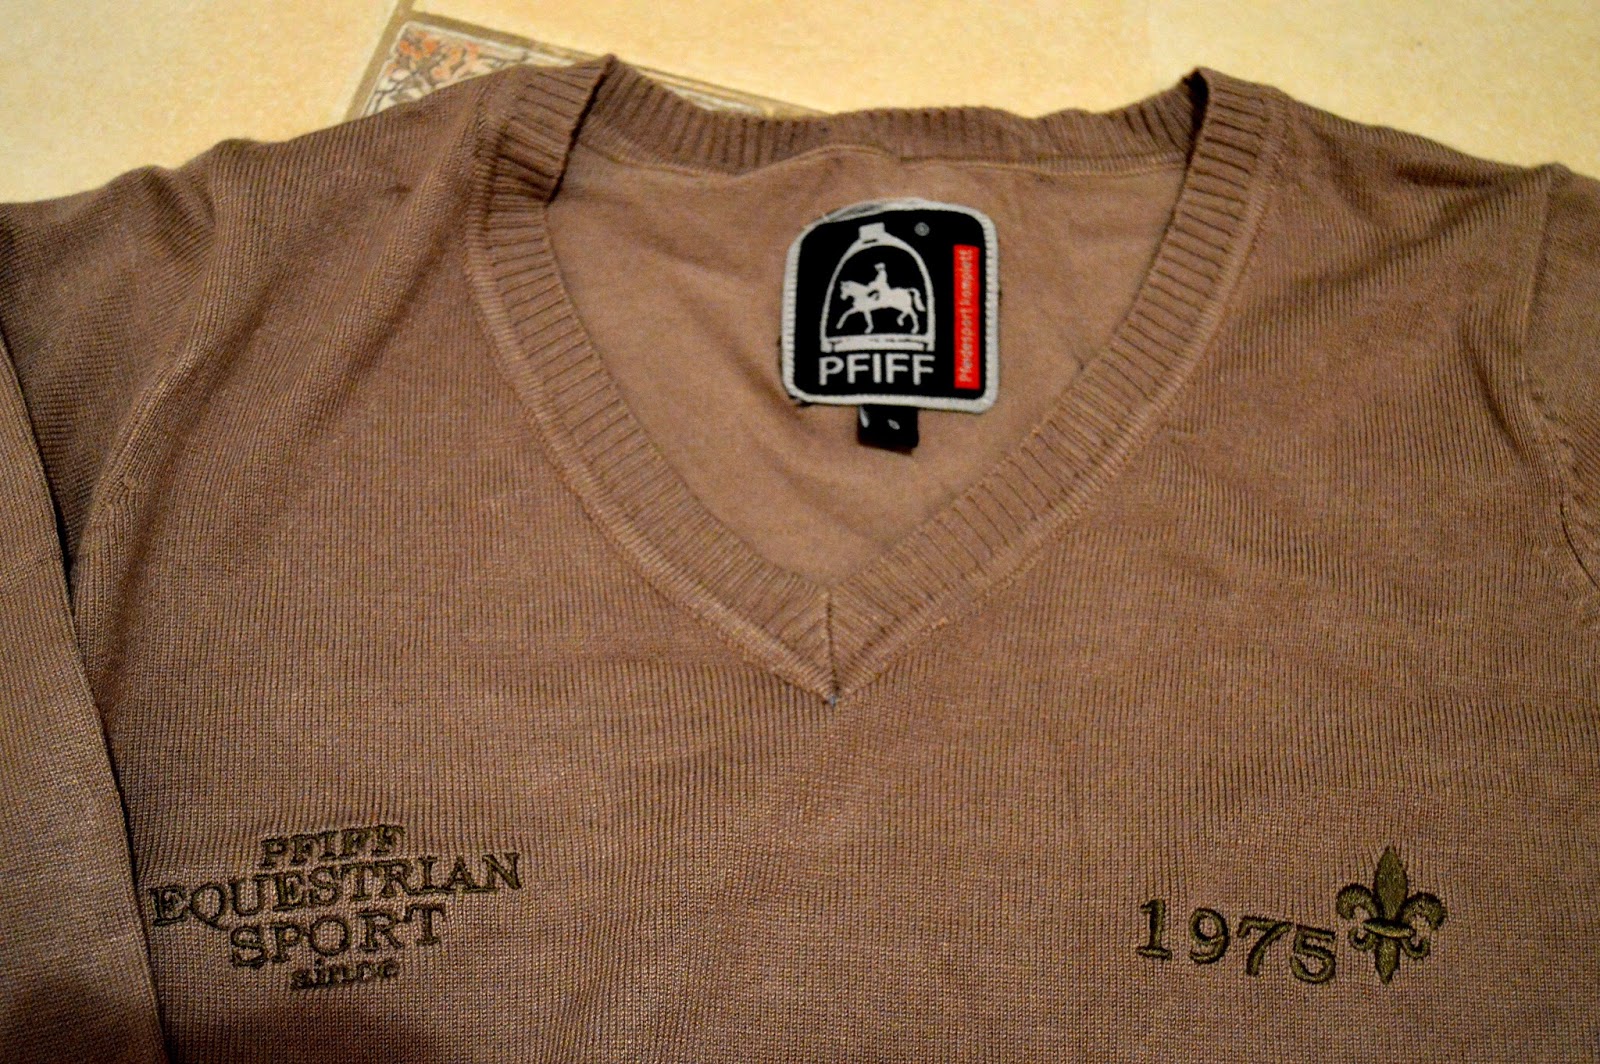 ®
PFIFF
Pferdesport komplett
PFIFF
EQUESTRIAN
SPORT
since
1975